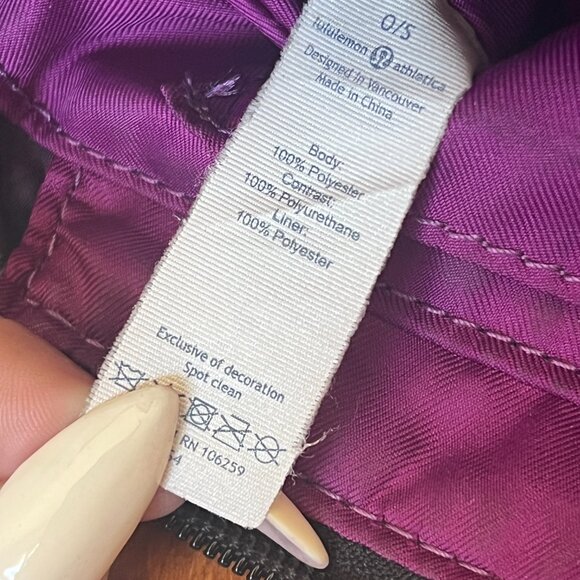 O/S
lululemon athletica
Designed in Vancouver
Made in China
Body:
100% Polyester
Contrast:
100% Polyurethane
Liner:
100% Polyester
Exclusive of decoration
Spot clean
RN 106259